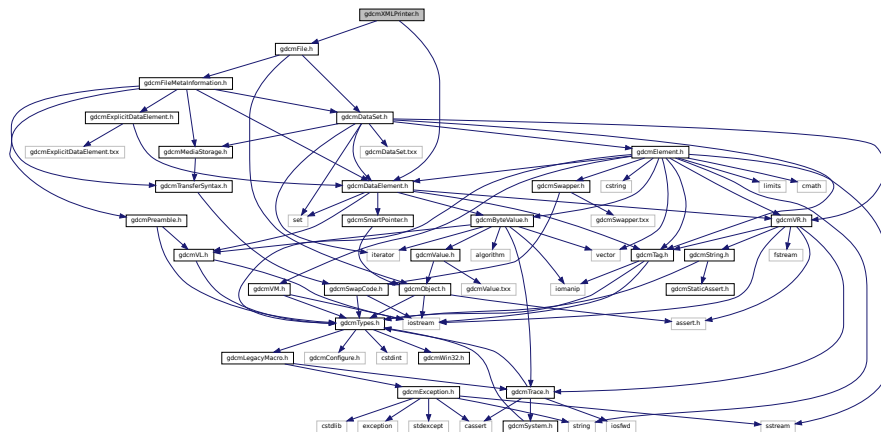 gdcmXMLPrinter.h
gdcmFile.h
gdcmFileMetaInformation.h
gdcmExplicitDataElement.h
gdcmDataSet.h
gdcmExplicitDataElement.txx
gdcmMediaStorage.h
gdcmDataSet.txx
gdcmElement.h
gdcmTransferSyntax.h
gdcmDataElement.h
gdcmSwapper.h
cstring
limits
cmath
gdcmPreamble.h
set
gdcmSmartPointer.h
gdcmByteValue.h
gdcmSwapper.txx
gdcmVR.h
gdcmVL.h
iterator
gdcmValue.h
algorithm
vector
gdcmTag.h
gdcmString.h
fstream
gdcmVM.h
gdcmSwapCode.h
gdcmObject.h
gdcmValue.txx
iomanip
gdcmStaticAssert.h
gdcmTypes.h
iostream
assert.h
gdcmLegacyMacro.h
gdcmConfigure.h
cstdint
gdcmWin32.h
gdcmException.h
gdcmTrace.h
cstdlib
exception
stdexcept
cassert
gdcmSystem.h
string
iosfwd
sstream